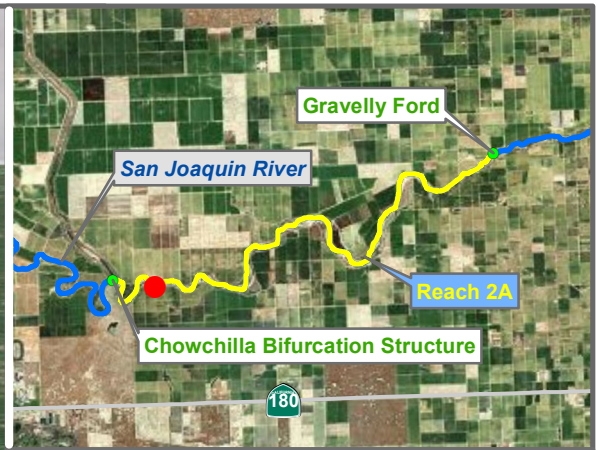 Gravelly Ford
San Joaquin River
Reach 2A
Chowchilla Bifurcation Structure
180